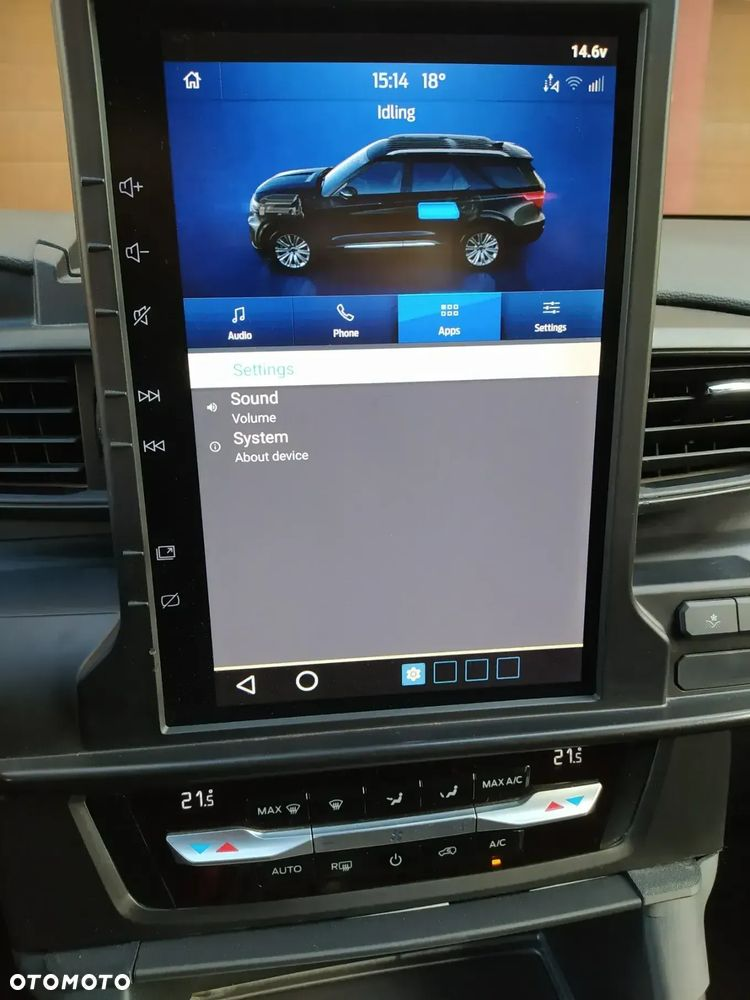 14.6v
15:14 18°
Idling
Audio
Phone
Apps
Settings
Settings
Sound
Volume
System
About device
21.5
21.5
MAX
MAX A/C
AUTO
R
A/C
OTOMOTO